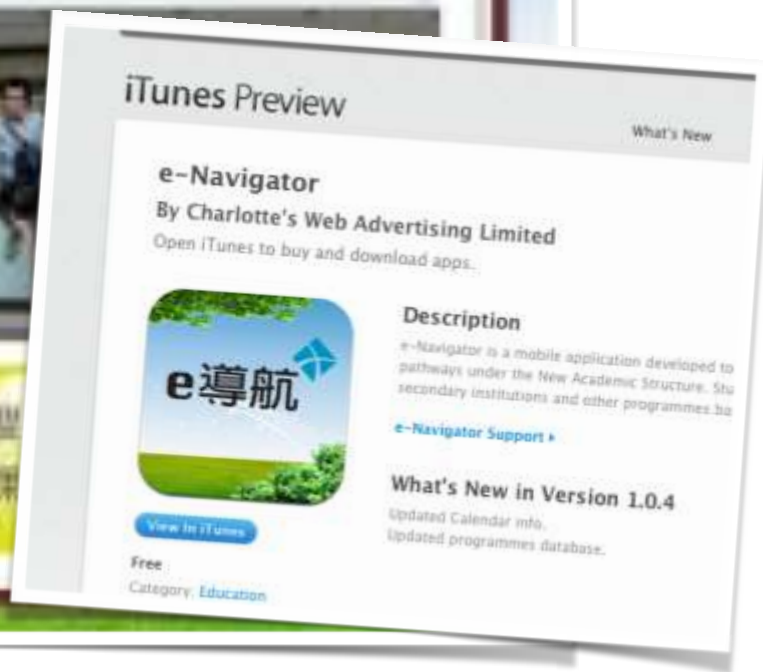 iTunes Preview
What's New
e-Navigator
By Charlotte's Web Advertising Limited
Open iTunes to buy and download apps.
e導航
View In iTunes
Free
Category: Education
Description
e-Navigator is a mobile application developed to
pathways under the New Academic Structure. Stu
secondary institutions and other programmes ba
e-Navigator Support
What's New in Version 1.0.4
Updated Calendar info.
Updated programmes database.